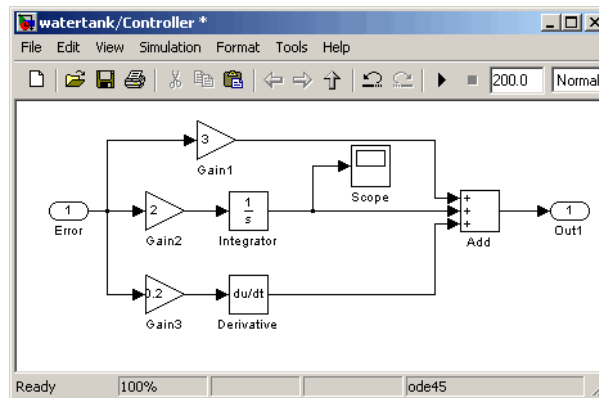 watertank/Controller *
File Edit View Simulation Format Tools Help
200.0 Normal
3
Gain1
Scope
1
Error
2
Gain2
1
s
Integrator
+
+
+
Add
1
Out1
0.2
Gain3
du/dt
Derivative
Ready 100% ode45